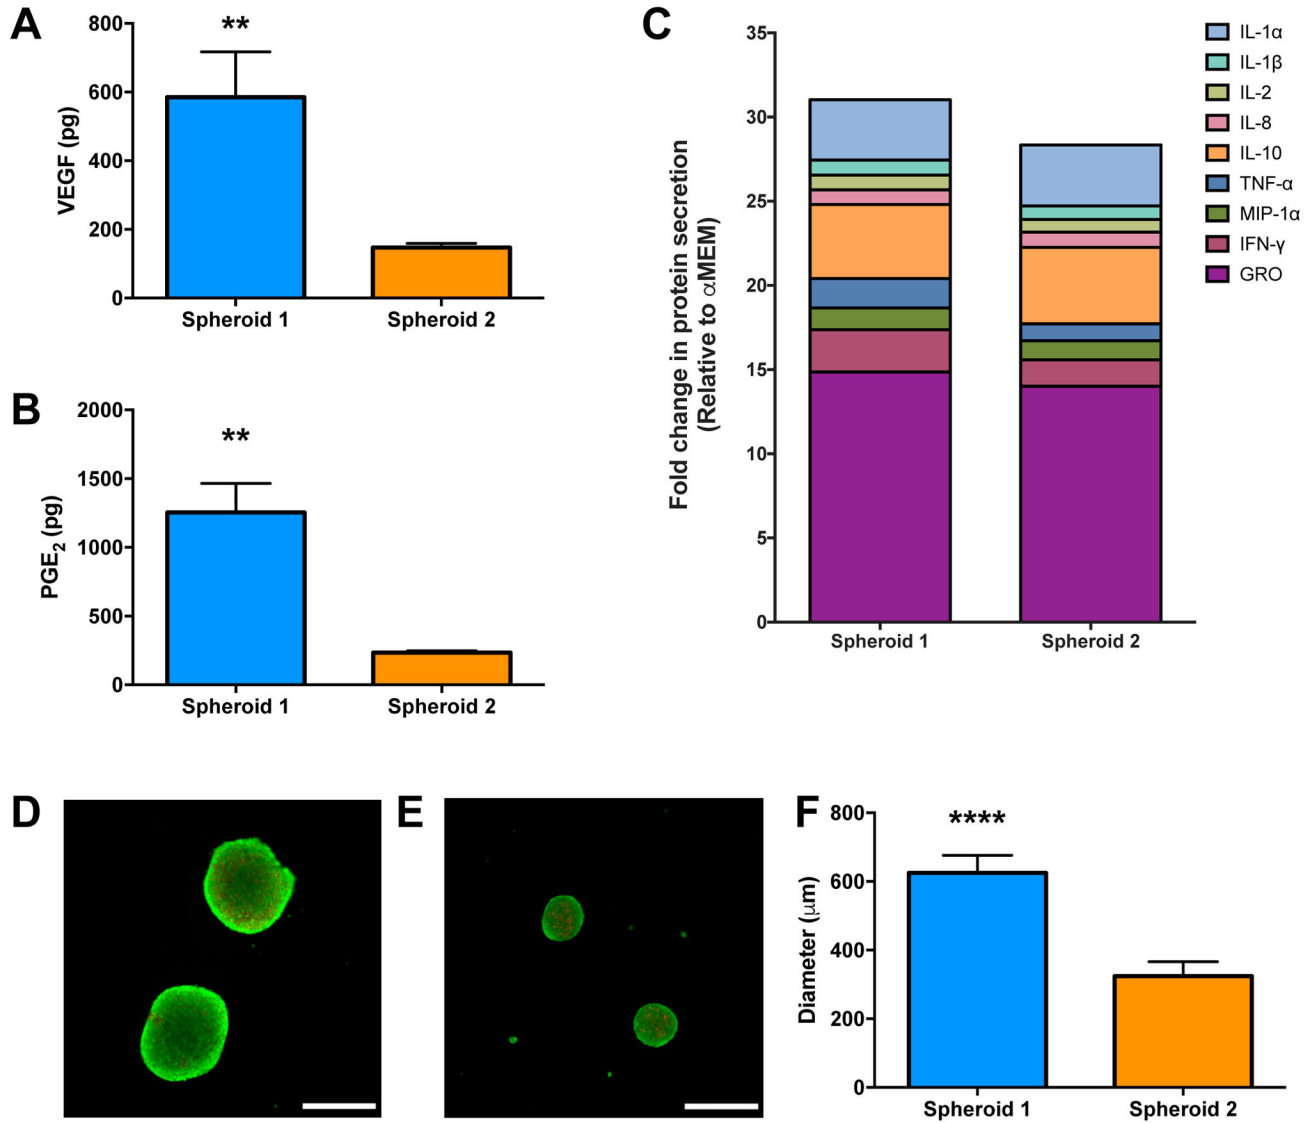 A
800
600
400
200
0
VEGF (pg)
**
Spheroid 1
Spheroid 2
B
2000
1500
1000
500
0
PGE2 (pg)
**
Spheroid 1
Spheroid 2
C
35
30
25
20
15
10
5
0
Fold change in protein secretion
(Relative to αMEM)
Spheroid 1
Spheroid 2
IL-1α
IL-1β
IL-2
IL-8
IL-10
TNF-α
MIP-1α
IFN-γ
GRO
D
E
F
800
600
400
200
0
Diameter (μm)
****
Spheroid 1
Spheroid 2